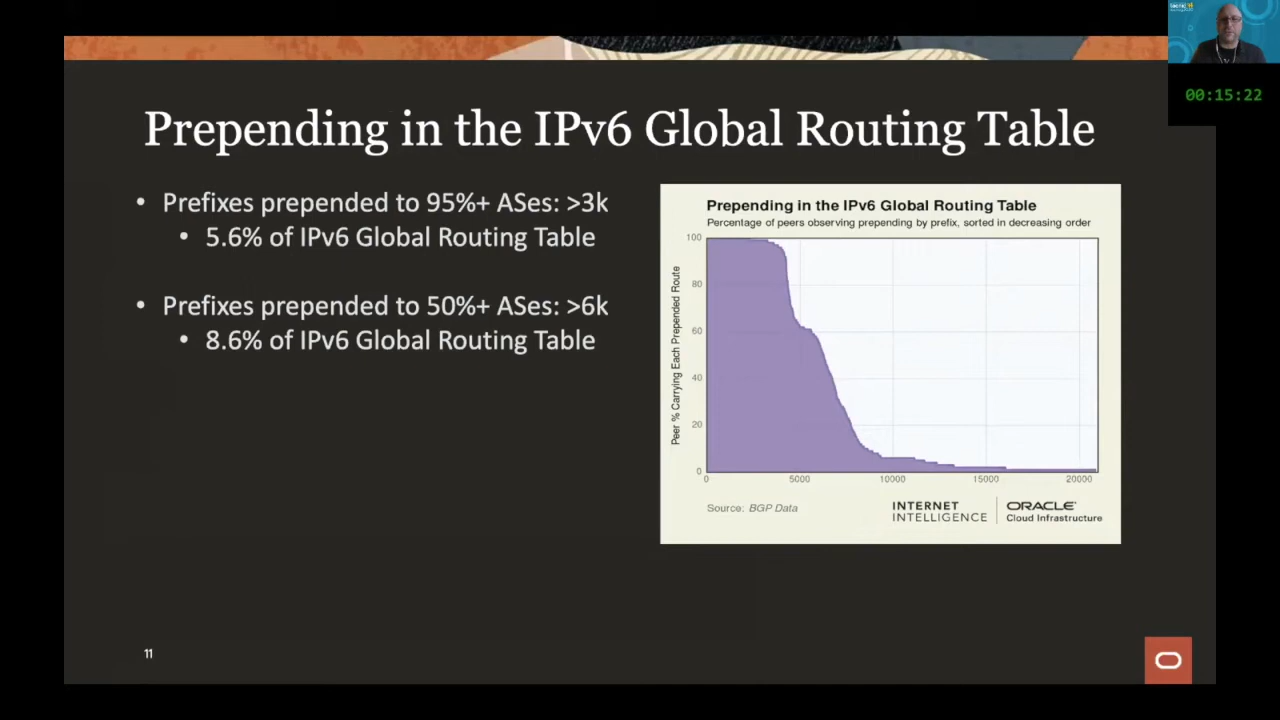 00:15:22
Prepending in the IPv6 Global Routing Table
• Prefixes prepended to 95%+ ASes: >3k
• 5.6% of IPv6 Global Routing Table
• Prefixes prepended to 50%+ ASes: >6k
• 8.6% of IPv6 Global Routing Table
Prepending in the IPv6 Global Routing Table
Percentage of peers observing prepending by prefix, sorted in decreasing order
Peer % Carrying Each Prepended Route
100
80
60
40
20
0
0 5000 10000 15000 20000
Source: BGP Data
INTERNET
INTELLIGENCE
ORACLE
Cloud Infrastructure
11